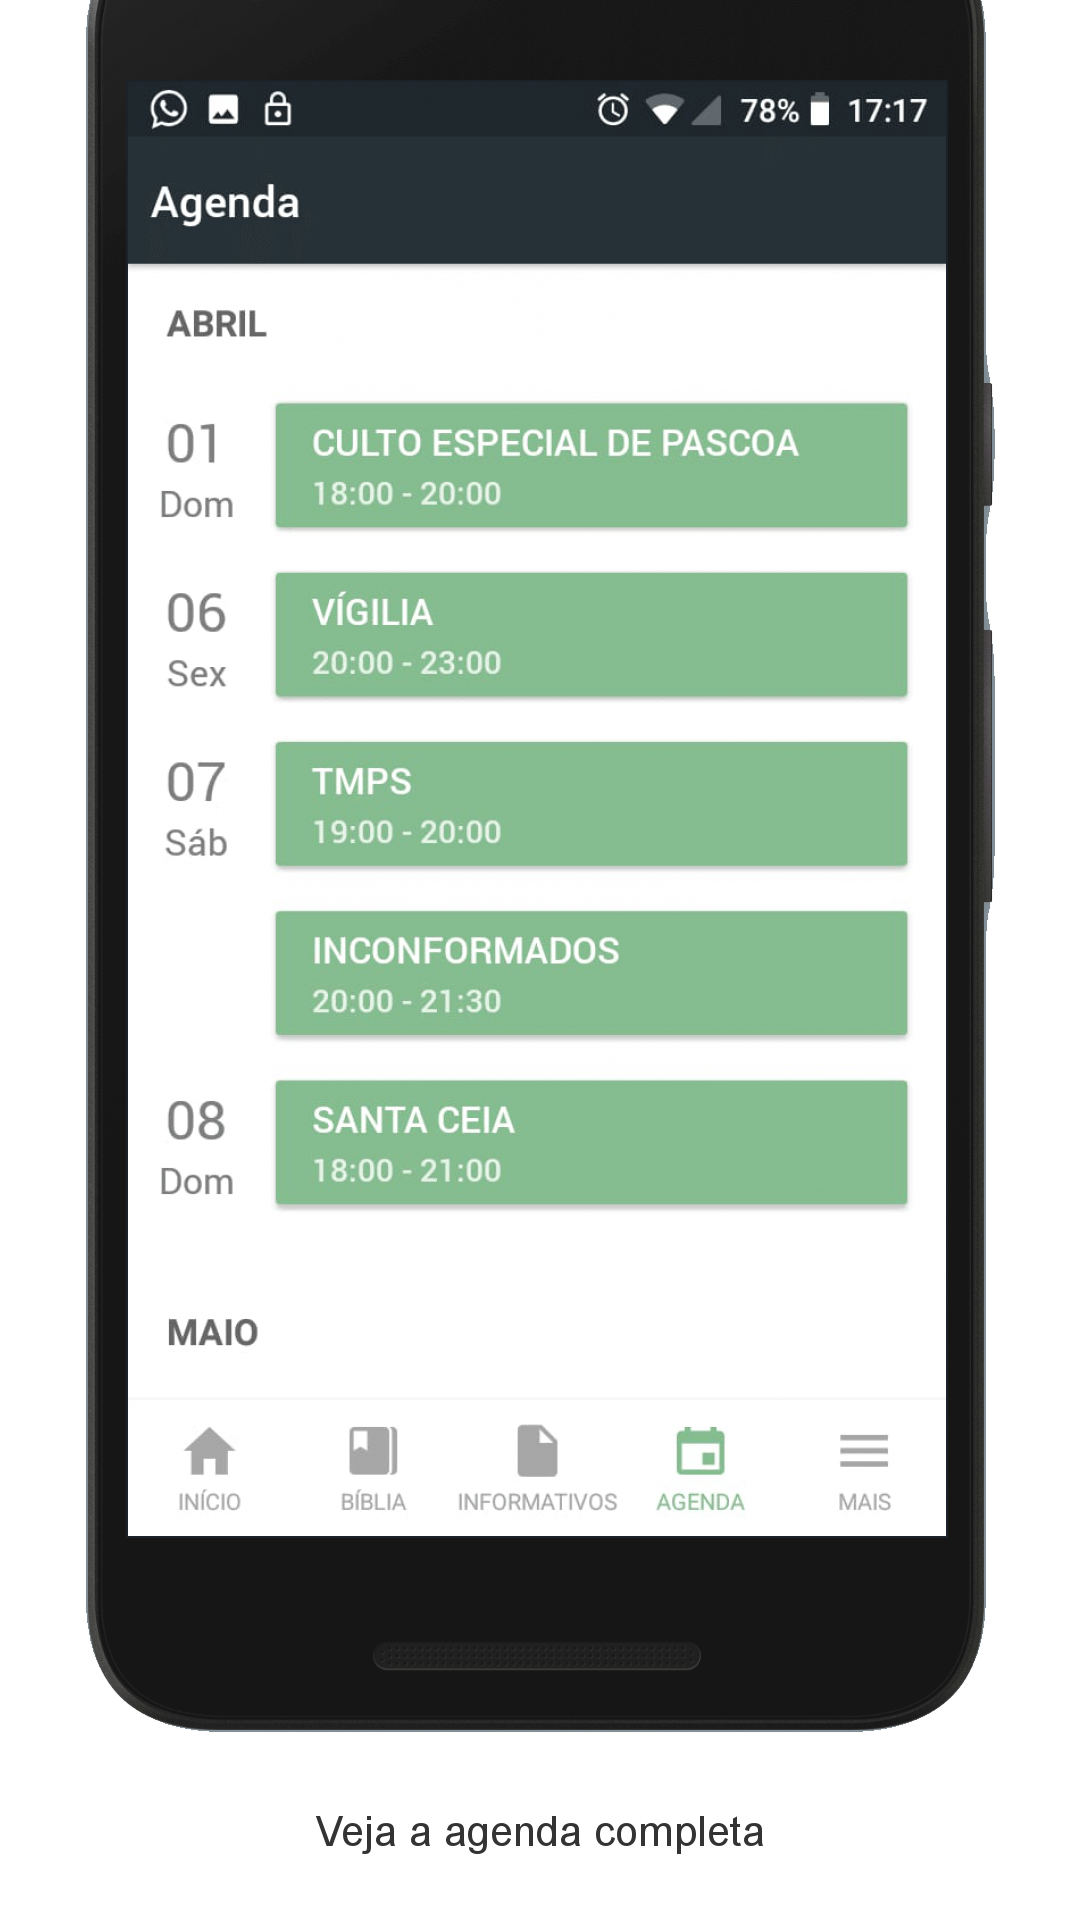 78% 17:17
Agenda
ABRIL
01 CULTO ESPECIAL DE PASCOA
Dom 18:00 - 20:00
06 VÍGILIA
Sex 20:00 - 23:00
07 TMPS
Sáb 19:00 - 20:00
INCONFORMADOS
20:00 - 21:30
08 SANTA CEIA
Dom 18:00 - 21:00
MAIO
INÍCIO BÍBLIA INFORMATIVOS AGENDA MAIS
Veja a agenda completa